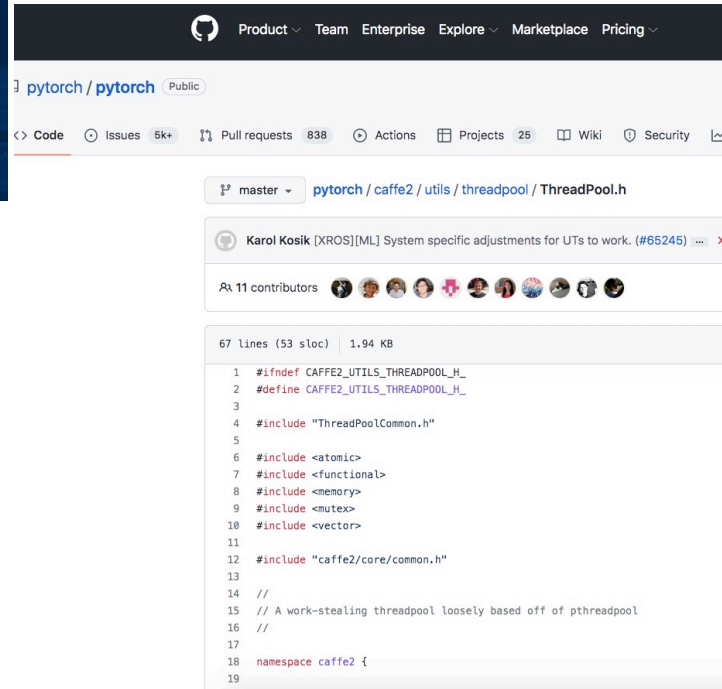 Product Team Enterprise Explore Marketplace Pricing
pytorch / pytorch Public
<> Code Issues 5k+ Pull requests 838 Actions Projects 25 Wiki Security
master pytorch / caffe2 / utils / threadpool / ThreadPool.h
Karol Kosik [XROS][ML] System specific adjustments for UTs to work. (#65245) ...
11 contributors
67 lines (53 sloc) 1.94 KB
1 #ifndef CAFFE2_UTILS_THREADPOOL_H_
2 #define CAFFE2_UTILS_THREADPOOL_H_
3
4 #include "ThreadPoolCommon.h"
5
6 #include <atomic>
7 #include <functional>
8 #include <memory>
9 #include <mutex>
10 #include <vector>
11
12 #include "caffe2/core/common.h"
13
14 //
15 // A work-stealing threadpool loosely based off of pthreadpool
16 //
17
18 namespace caffe2 {
19